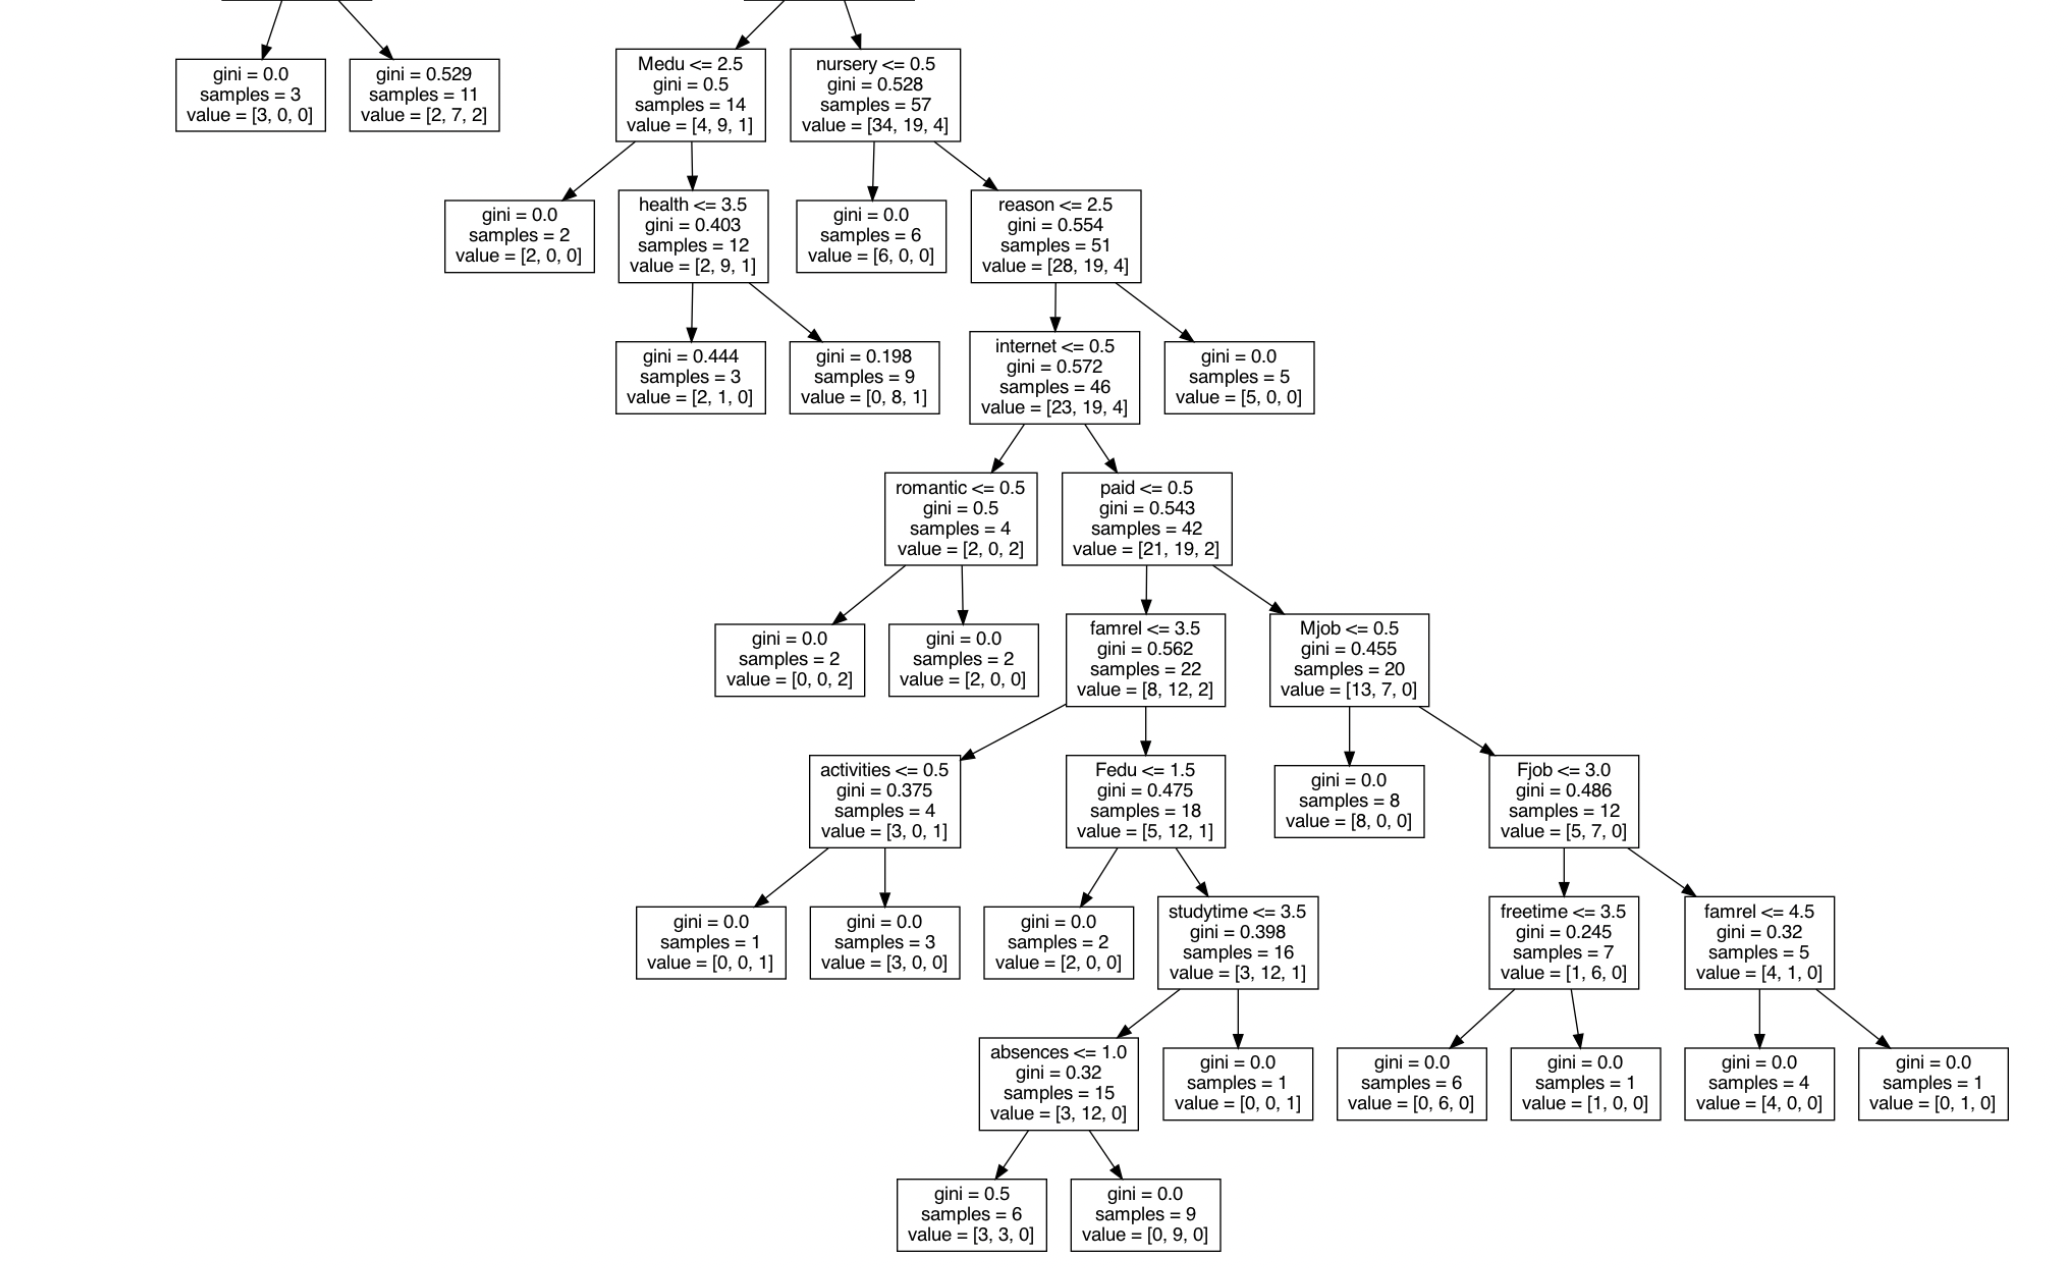 gini = 0.0
samples = 3
value = [3, 0, 0]
gini = 0.529
samples = 11
value = [2, 7, 2]
Medu <= 2.5
gini = 0.5
samples = 14
value = [4, 9, 1]
nursery <= 0.5
gini = 0.528
samples = 57
value = [34, 19, 4]
gini = 0.0
samples = 2
value = [2, 0, 0]
health <= 3.5
gini = 0.403
samples = 12
value = [2, 9, 1]
gini = 0.0
samples = 6
value = [6, 0, 0]
reason <= 2.5
gini = 0.554
samples = 51
value = [28, 19, 4]
gini = 0.444
samples = 3
value = [2, 1, 0]
gini = 0.198
samples = 9
value = [0, 8, 1]
internet <= 0.5
gini = 0.572
samples = 46
value = [23, 19, 4]
gini = 0.0
samples = 5
value = [5, 0, 0]
romantic <= 0.5
gini = 0.5
samples = 4
value = [2, 0, 2]
paid <= 0.5
gini = 0.543
samples = 42
value = [21, 19, 2]
gini = 0.0
samples = 2
value = [0, 0, 2]
gini = 0.0
samples = 2
value = [2, 0, 0]
famrel <= 3.5
gini = 0.562
samples = 22
value = [8, 12, 2]
Mjob <= 0.5
gini = 0.455
samples = 20
value = [13, 7, 0]
activities <= 0.5
gini = 0.375
samples = 4
value = [3, 0, 1]
Fedu <= 1.5
gini = 0.475
samples = 18
value = [5, 12, 1]
gini = 0.0
samples = 8
value = [8, 0, 0]
Fjob <= 3.0
gini = 0.486
samples = 12
value = [5, 7, 0]
gini = 0.0
samples = 1
value = [0, 0, 1]
gini = 0.0
samples = 3
value = [3, 0, 0]
gini = 0.0
samples = 2
value = [2, 0, 0]
studytime <= 3.5
gini = 0.398
samples = 16
value = [3, 12, 1]
freetime <= 3.5
gini = 0.245
samples = 7
value = [1, 6, 0]
famrel <= 4.5
gini = 0.32
samples = 5
value = [4, 1, 0]
absences <= 1.0
gini = 0.32
samples = 15
value = [3, 12, 0]
gini = 0.0
samples = 1
value = [0, 0, 1]
gini = 0.0
samples = 6
value = [0, 6, 0]
gini = 0.0
samples = 1
value = [1, 0, 0]
gini = 0.0
samples = 4
value = [4, 0, 0]
gini = 0.0
samples = 1
value = [0, 1, 0]
gini = 0.5
samples = 6
value = [3, 3, 0]
gini = 0.0
samples = 9
value = [0, 9, 0]